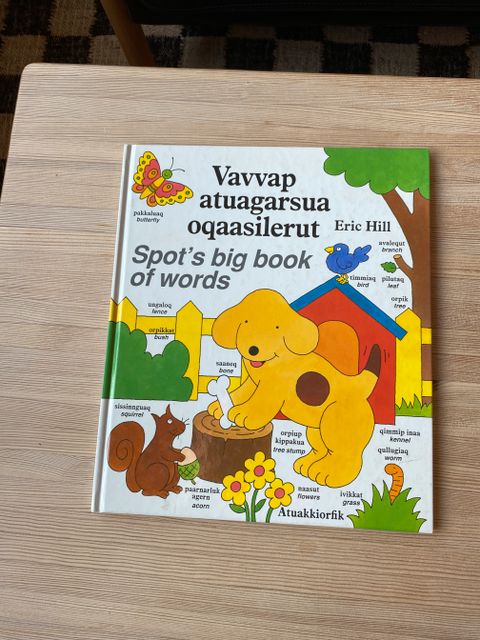 Vavvap
atuagarsua
oqaasilerut
Eric Hill
Spot's big book
of words
pakkaluaq
butterfly
avalequt
branch
timmiaq
bird
pilutaq
leaf
orpik
tree
ungaloq
fence
orpikkat
bush
saaneq
bone
sissinnguaq
squirrel
orpiup
kippakua
tree stump
qimmip inaa
kennel
qullugiaq
worm
paarnarluk
agern
acorn
naasut
flowers
ivikkat
grass
Atuakkiorfik